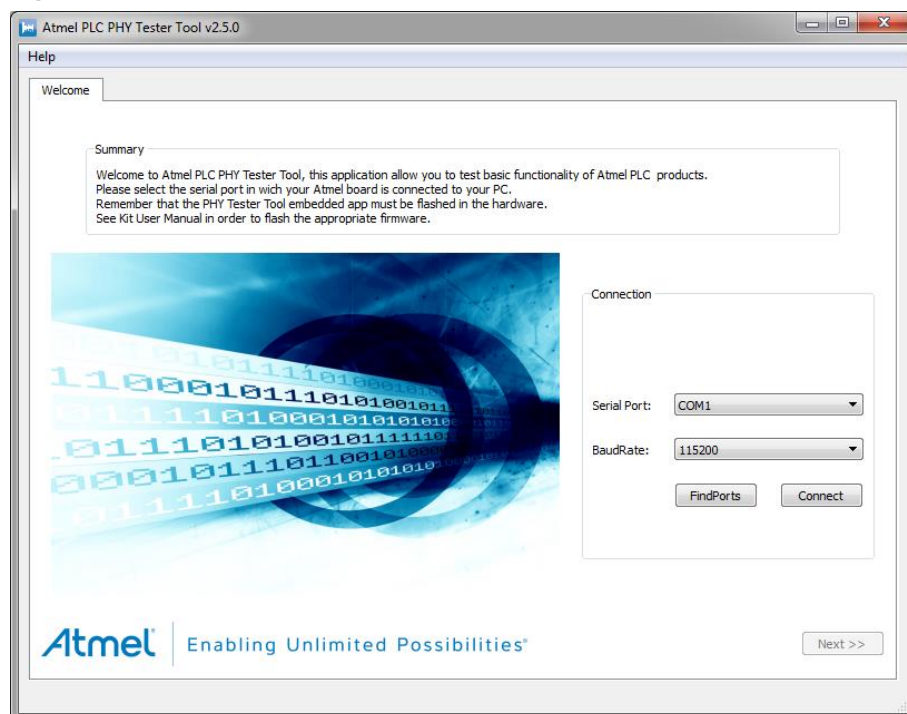 Atmel PLC PHY Tester Tool v2.5.0
Help
Welcome
Summary
Welcome to Atmel PLC PHY Tester Tool, this application allow you to test basic functionality of Atmel PLC products.
Please select the serial port in wich your Atmel board is connected to your PC.
Remember that the PHY Tester Tool embedded app must be flashed in the hardware.
See Kit User Manual in order to flash the appropriate firmware.
Connection
Serial Port: COM1
BaudRate: 115200
FindPorts Connect
Atmel Enabling Unlimited Possibilities®
Next >>